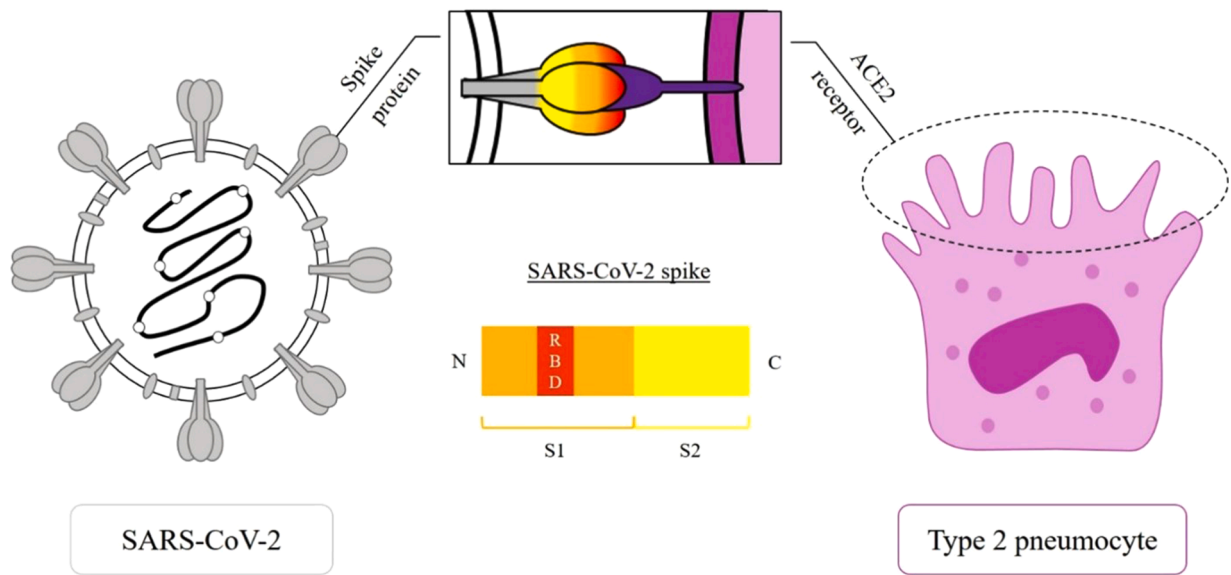 Spike
protein
ACE2
receptor
SARS-CoV-2 spike
N
R
B
D
C
S1
S2
SARS-CoV-2
Type 2 pneumocyte